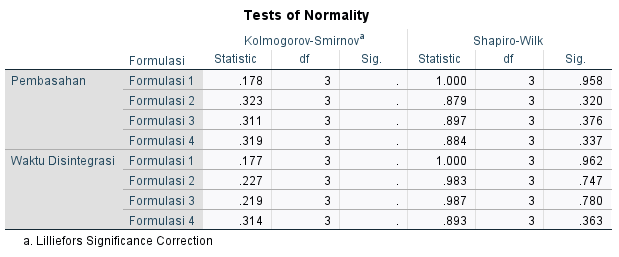 Tests of Normality
Kolmogorov-Smirnov^a Shapiro-Wilk
Formulasi Statistic df Sig. Statistic df Sig.
Pembasahan Formulasi 1 .178 3 . 1.000 3 .958
Formulasi 2 .323 3 . .879 3 .320
Formulasi 3 .311 3 . .897 3 .376
Formulasi 4 .319 3 . .884 3 .337
Waktu Disintegrasi Formulasi 1 .177 3 . 1.000 3 .962
Formulasi 2 .227 3 . .983 3 .747
Formulasi 3 .219 3 . .987 3 .780
Formulasi 4 .314 3 . .893 3 .363
a. Lilliefors Significance Correction